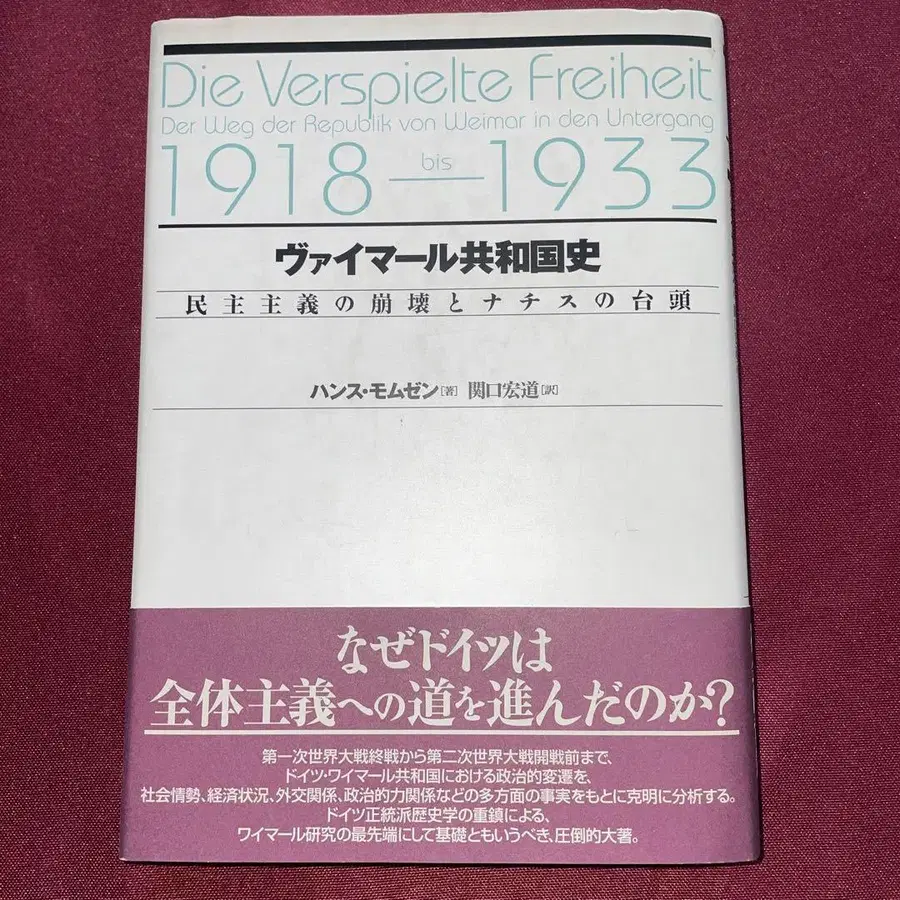 Die Verspielte Freiheit
Der Weg der Republik von Weimar in den Untergang
1918 bis 1933
ヴァイマール共和国史
民主主義の崩壊とナチスの台頭
ハンス・モムゼン[著] 関口宏道[訳]
なぜドイツは
全体主義への道を進んだのか?
第一次世界大戦終戦から第二次世界大戦開戦前まで、
ドイツ・ワイマール共和国における政治的変遷を、
社会情勢、経済状況、外交関係、政治的力関係などの多方面の事実をもとに克明に分析する。
ドイツ正統派歴史学の重鎮による、
ワイマール研究の最先端にして基礎ともいうべき、圧倒的大著。